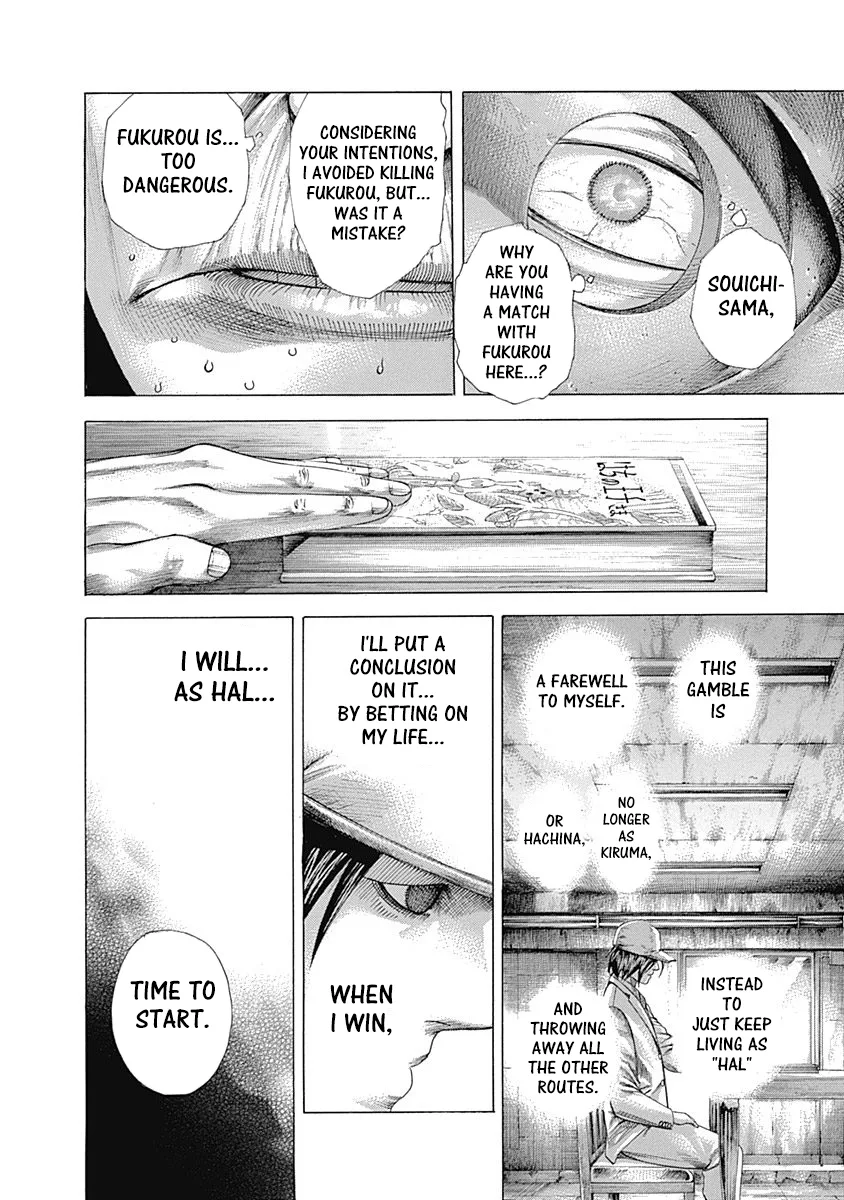 SOUICHI-
SAMA,
WHY
ARE YOU
HAVING
A MATCH
WITH
FUKUROU
HERE...?
CONSIDERING
YOUR INTENTIONS,
I AVOIDED KILLING
FUKUROU, BUT...
WAS IT A
MISTAKE?
FUKUROU IS...
TOO
DANGEROUS.
THIS
GAMBLE
IS
A FAREWELL
TO MYSELF.
NO
LONGER
AS
KIRUMA,
OR
HACHINA,
INSTEAD
TO
JUST KEEP
LIVING AS
"HAL"
AND
THROWING
AWAY ALL
THE OTHER
ROUTES.
WHEN
I WIN,
I'LL PUT A
CONCLUSION
ON IT...
BY BETTING ON
MY LIFE...
I WILL...
AS HAL...
TIME TO
START.